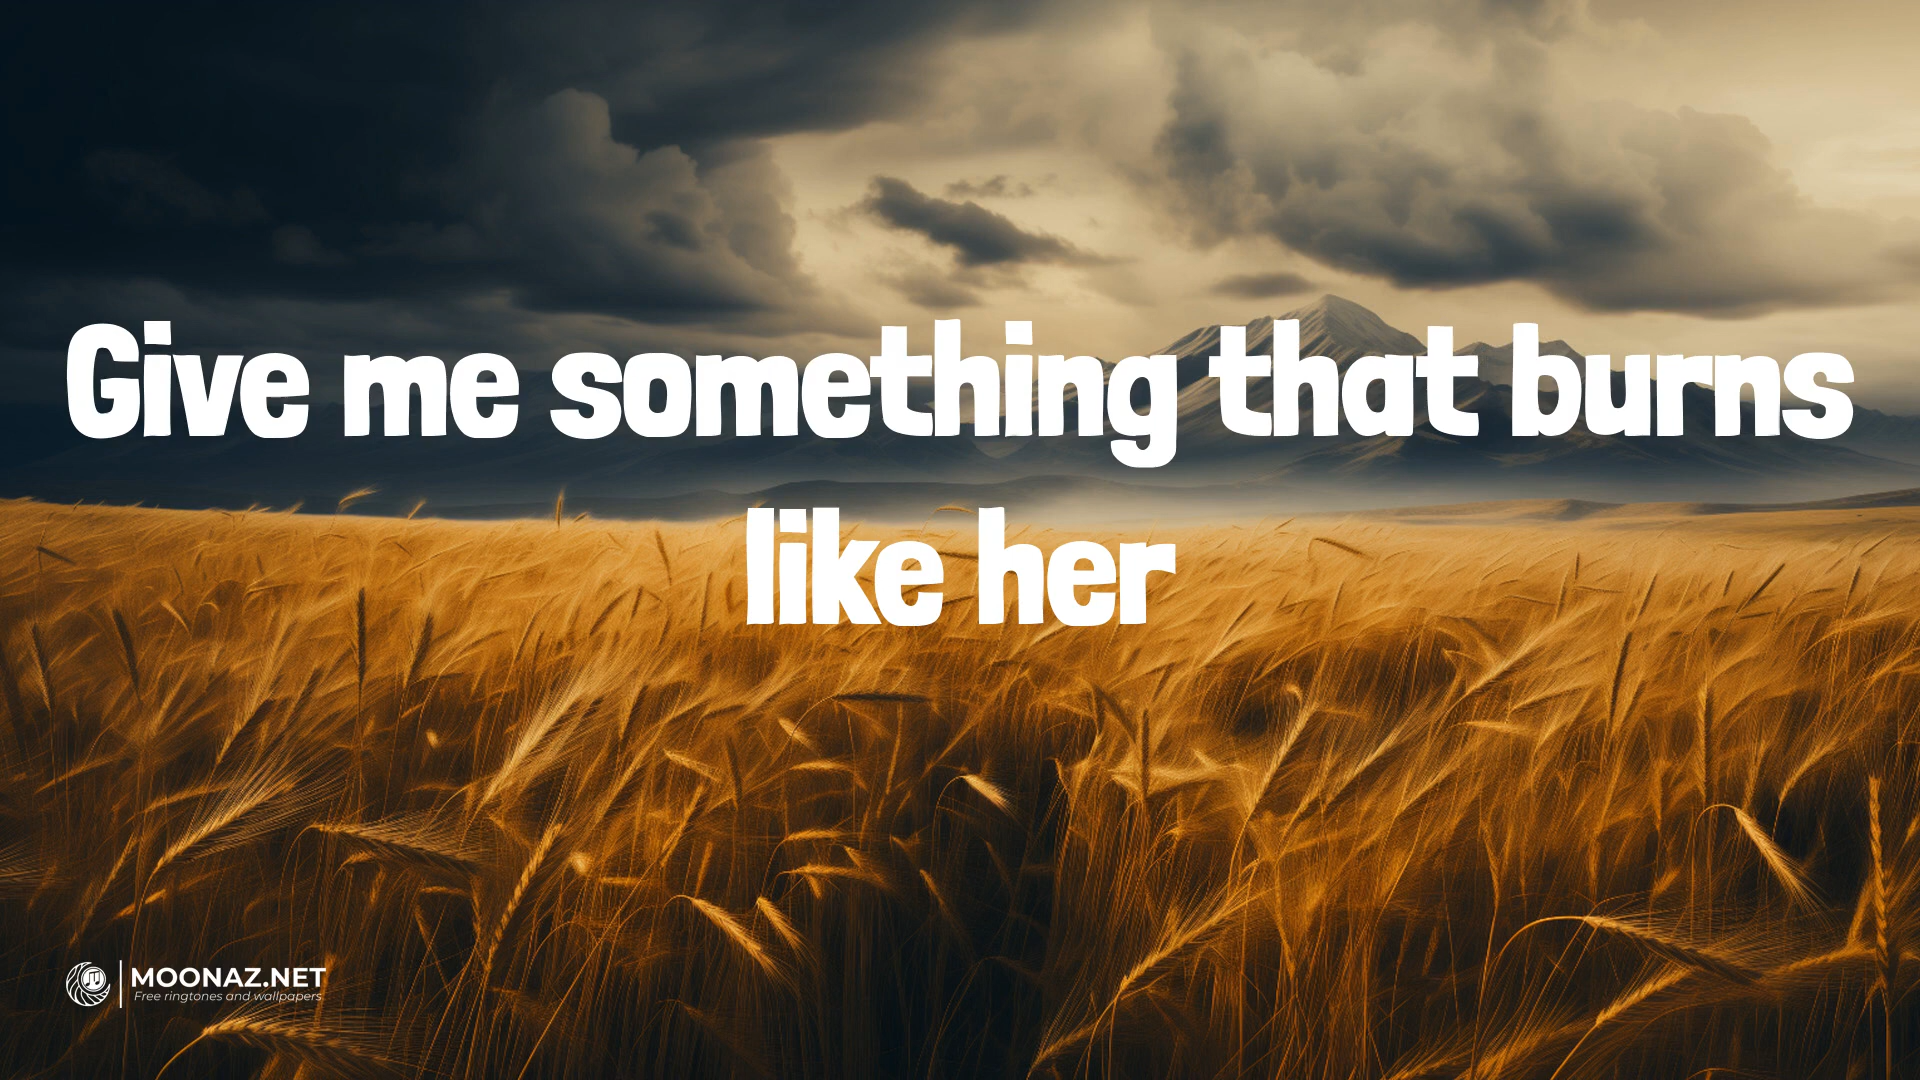 Give me something that burns
like her
MOONAZ.NET
Free ringtones and wallpapers